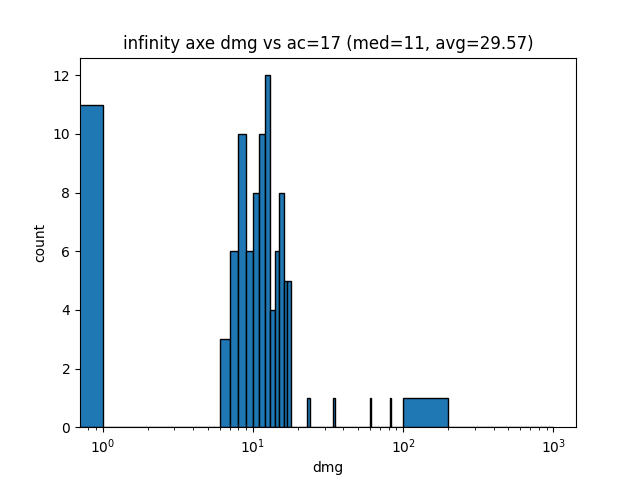 infinity axe dmg vs ac=17 (med=11, avg=29.57)
12
10
8
6
4
2
0
count
10⁰ 10¹ 10² 10³
dmg